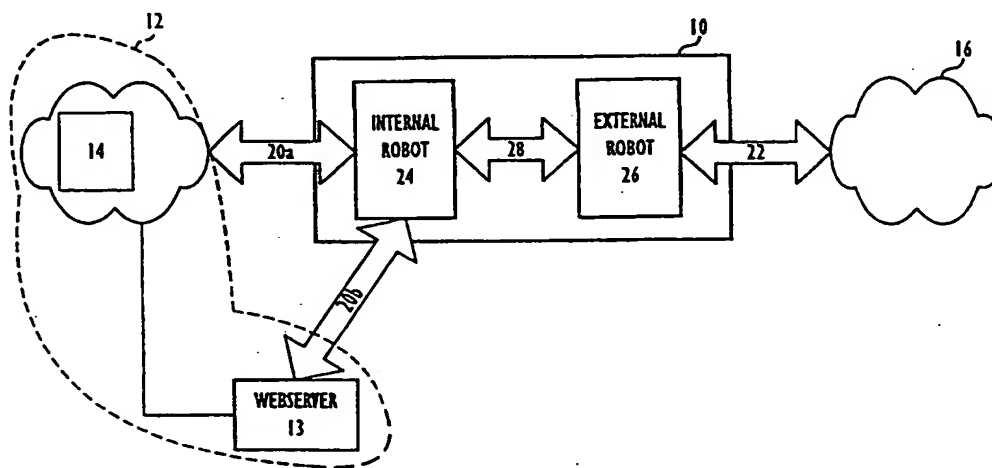 12
10
16
14
20a
INTERNAL
ROBOT
24
28
EXTERNAL
ROBOT
26
22
20b
WEBSERVER
13